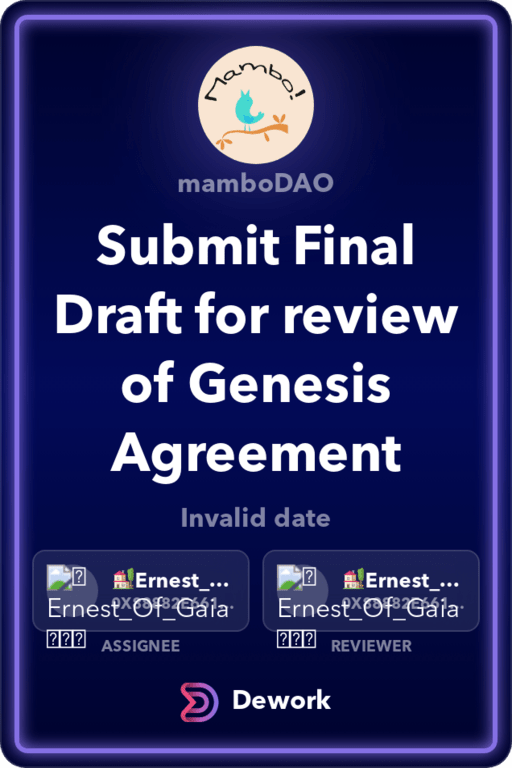 Mambo!
mamboDAO
Submit Final
Draft for review
of Genesis
Agreement
Invalid date
🏡Ernest_...
Ernest_Of_Gaia
ASSIGNEE
🏡Ernest_...
Ernest_Of_Gaia
REVIEWER
Dework